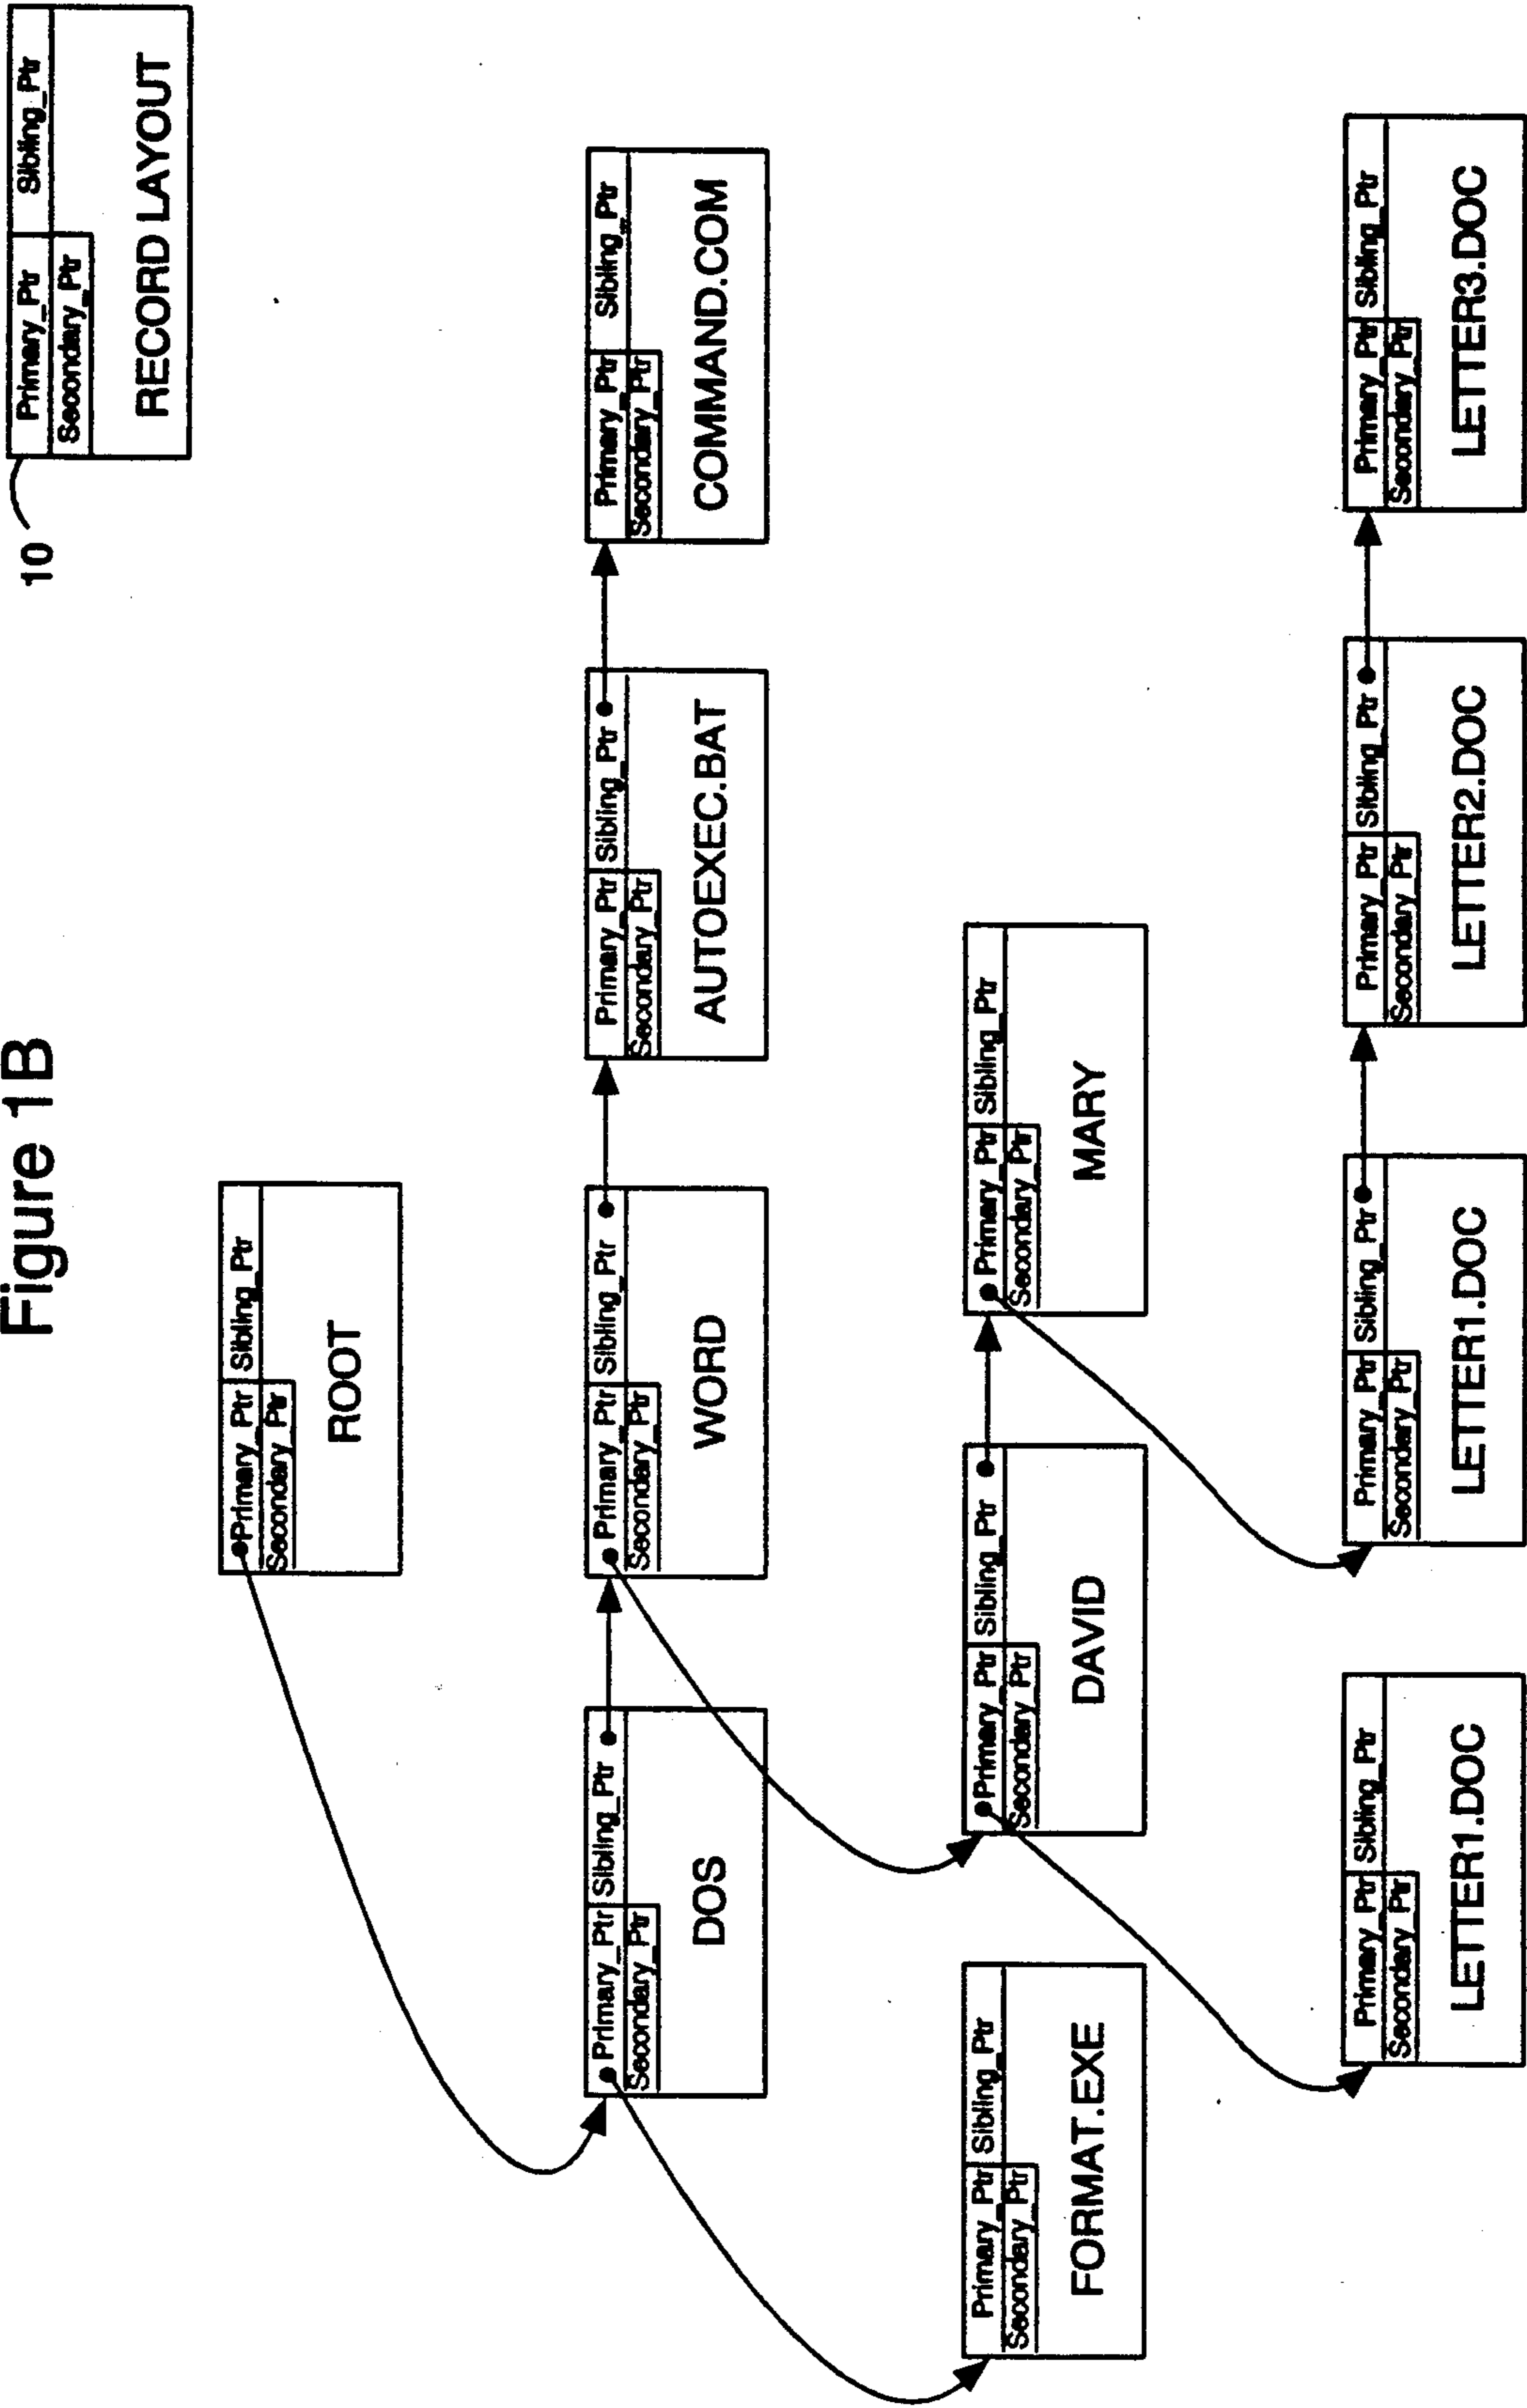 Figure 1B
10
Primary_Ptr Sibling_Ptr
Secondary_Ptr
RECORD LAYOUT
Primary_Ptr Sibling_Ptr
Secondary_Ptr
ROOT
Primary_Ptr Sibling_Ptr
Secondary_Ptr
DOS
Primary_Ptr Sibling_Ptr
Secondary_Ptr
WORD
Primary_Ptr Sibling_Ptr
Secondary_Ptr
AUTOEXEC.BAT
Primary_Ptr Sibling_Ptr
Secondary_Ptr
COMMAND.COM
Primary_Ptr Sibling_Ptr
Secondary_Ptr
FORMAT.EXE
Primary_Ptr Sibling_Ptr
Secondary_Ptr
DAVID
Primary_Ptr Sibling_Ptr
Secondary_Ptr
MARY
Primary_Ptr Sibling_Ptr
Secondary_Ptr
LETTER1.DOC
Primary_Ptr Sibling_Ptr
Secondary_Ptr
LETTER1.DOC
Primary_Ptr Sibling_Ptr
Secondary_Ptr
LETTER2.DOC
Primary_Ptr Sibling_Ptr
Secondary_Ptr
LETTER3.DOC